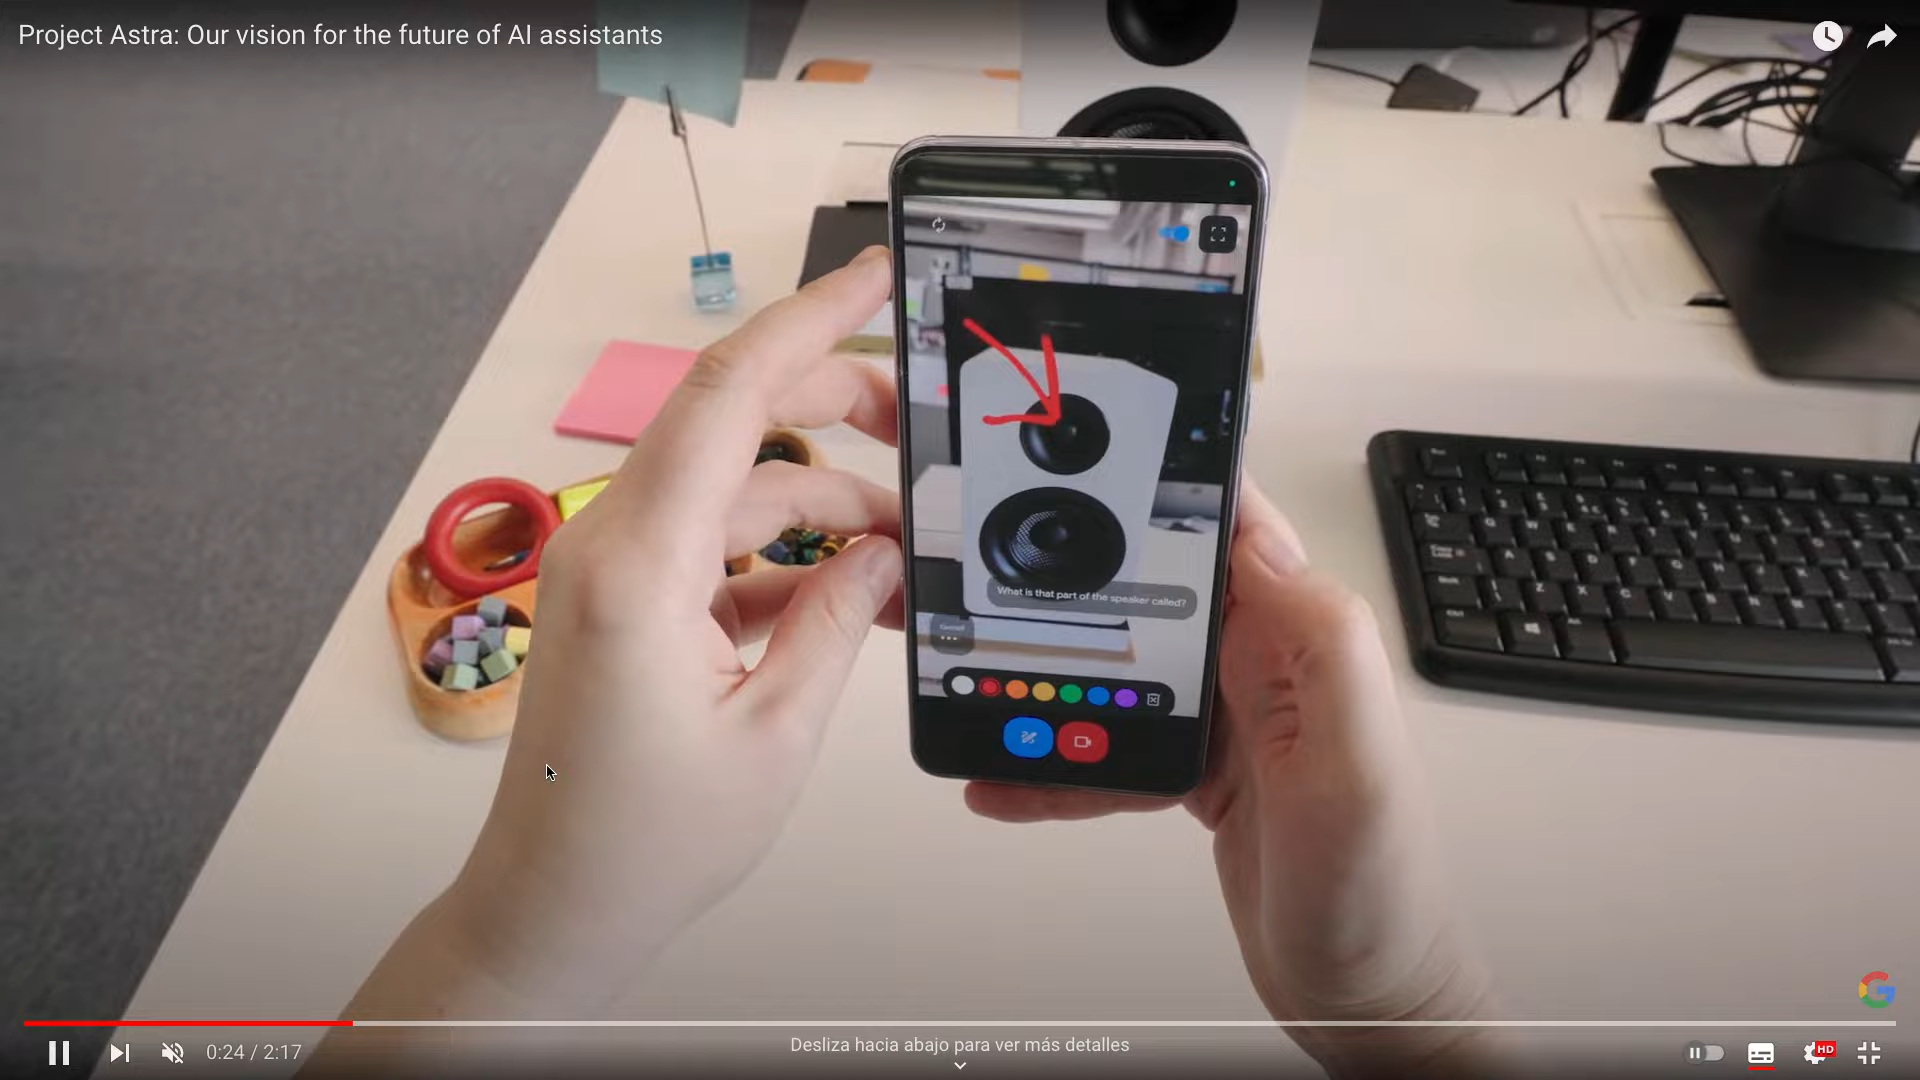 Project Astra: Our vision for the future of AI assistants
What is that part of the speaker called?
0:24 / 2:17
Desliza hacia abajo para ver más detalles
HD